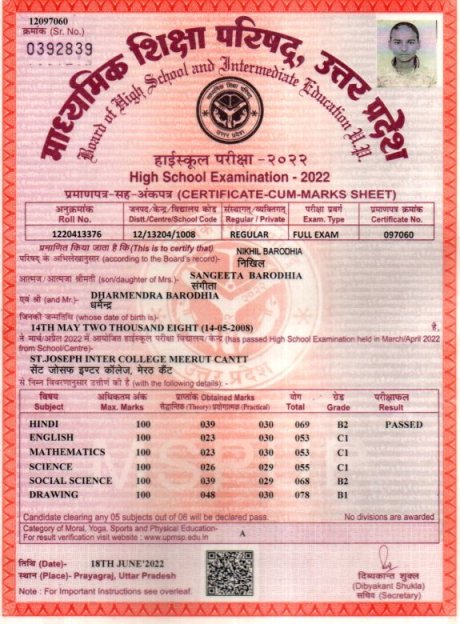 12097060
क्रमांक (Sr. No.)
0392839
माध्यमिक शिक्षा परिषद्, उत्तर प्रदेश
Board of High School and Intermediate Education U.P.
हाईस्कूल परीक्षा -२०२२
High School Examination - 2022
प्रमाणपत्र-सह-अंकपत्र (CERTIFICATE-CUM-MARKS SHEET)
अनुक्रमांक जनपद/केन्द्र/विद्यालय कोड संस्थागत/व्यक्तिगत परीक्षा प्रवर्ग प्रमाणपत्र क्रमांक
Roll No. Distt./Centre/School Code Regular / Private Exam. Type Certificate No.
1220413376 12/13204/1008 REGULAR FULL EXAM 097060
प्रमाणित किया जाता है कि(This is to certify that) NIKHIL BARODHIA
परिषद् के अभिलेखानुसार (according to the Board's record)- निखिल
आत्मज/आत्मजा श्रीमती (son/daughter of Mrs.)- SANGEETA BARODHIA
संगीता
एवं श्री (and Mr.)- DHARMENDRA BARODHIA
धर्मेन्द्र
जिनकी जन्मतिथि (whose date of birth is)-
14TH MAY TWO THOUSAND EIGHT (14-05-2008) है,
ने मार्च/अप्रैल 2022 में आयोजित हाईस्कूल परीक्षा विद्यालय/केन्द्र (has passed High School Examination held in March/April 2022
from School/Centre)-
ST.JOSEPH INTER COLLEGE MEERUT CANTT
सेंट जोसफ इण्टर कॉलेज, मेरठ कैंट
से निम्न विवरणानुसार उत्तीर्ण की है (with the following details):-
विषय अधिकतम अंक प्राप्तांक Obtained Marks योग ग्रेड परीक्षाफल
Subject Max. Marks सैद्धान्तिक (Theory) प्रयोगात्मक (Practical) Total Grade Result
HINDI 100 039 030 069 B2 PASSED
ENGLISH 100 023 030 053 C1
MATHEMATICS 100 023 030 053 C1
SCIENCE 100 026 029 055 C1
SOCIAL SCIENCE 100 039 029 068 B2
DRAWING 100 048 030 078 B1
Candidate clearing any 05 subjects out of 06 will be declared pass. No divisions are awarded
Category of Moral, Yoga, Sports and Physical Education- A
For result verification visit website : www.upmsp.edu.in
तिथि (Date)- 18TH JUNE'2022
स्थान (Place)- Prayagraj, Uttar Pradesh
Note : For Important Instructions see overleaf.
दिब्यकान्त शुक्ल
(Dibyakant Shukla)
सचिव (Secretary)